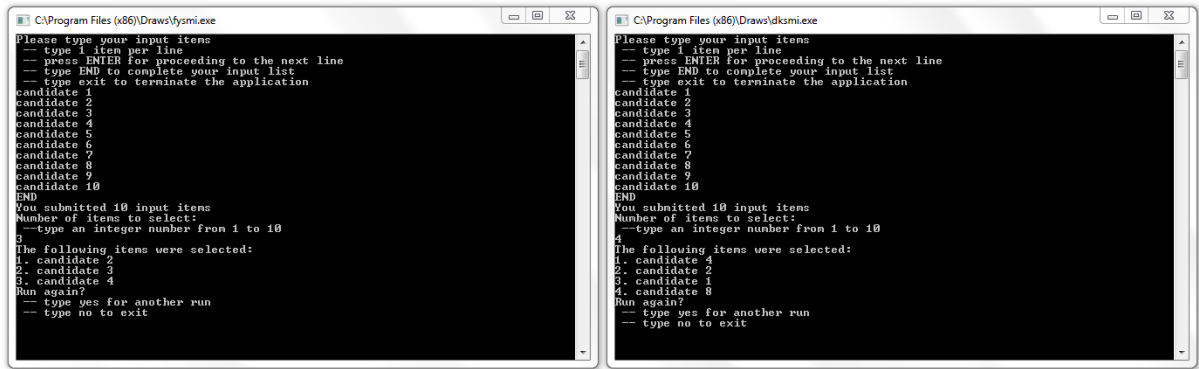 C:\Program Files (x86)\Draws\fysmi.exe
Please type your input items
-- type 1 item per line
-- press ENTER for proceeding to the next line
-- type END to complete your input list
-- type exit to terminate the application
candidate 1
candidate 2
candidate 3
candidate 4
candidate 5
candidate 6
candidate 7
candidate 8
candidate 9
candidate 10
END
You submitted 10 input items
Number of items to select:
--type an integer number from 1 to 10
3
The following items were selected:
1. candidate 2
2. candidate 3
3. candidate 4
Run again?
-- type yes for another run
-- type no to exit
C:\Program Files (x86)\Draws\dksmi.exe
Please type your input items
-- type 1 item per line
-- press ENTER for proceeding to the next line
-- type END to complete your input list
-- type exit to terminate the application
candidate 1
candidate 2
candidate 3
candidate 4
candidate 5
candidate 6
candidate 7
candidate 8
candidate 9
candidate 10
END
You submitted 10 input items
Number of items to select:
--type an integer number from 1 to 10
4
The following items were selected:
1. candidate 4
2. candidate 2
3. candidate 1
4. candidate 8
Run again?
-- type yes for another run
-- type no to exit